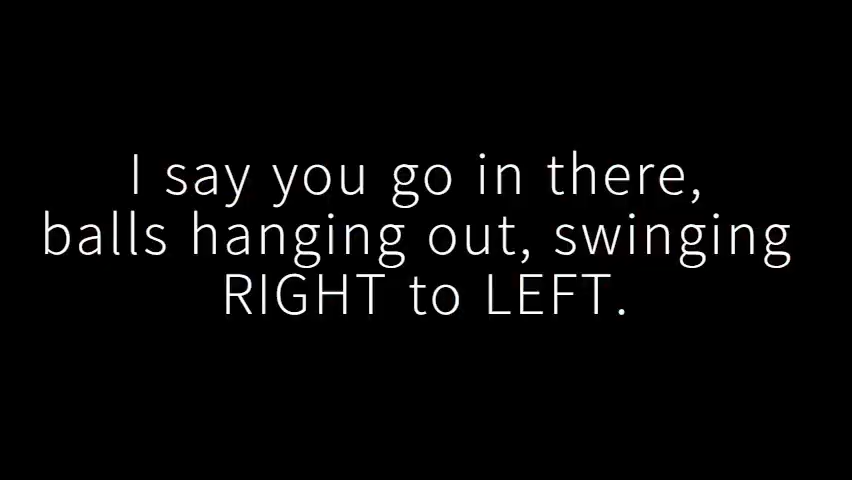 I say you go in there,
balls hanging out, swinging
RIGHT to LEFT.